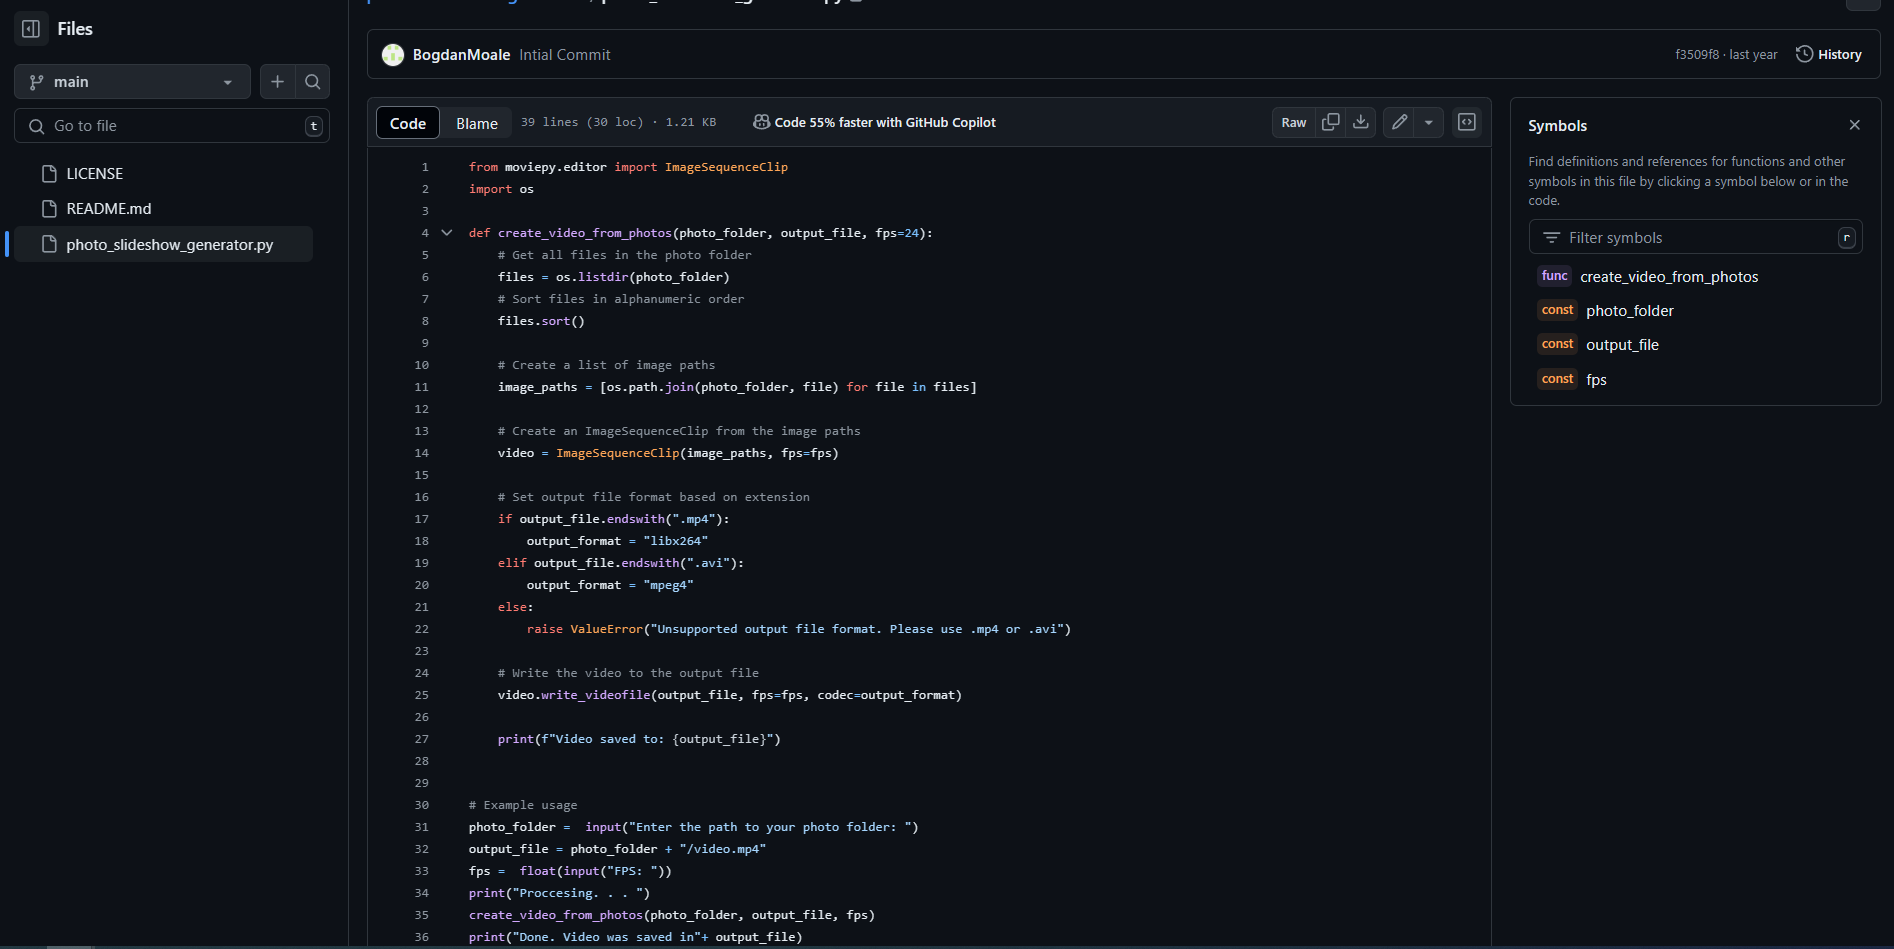 Files
main
Go to file
t
LICENSE
README.md
photo_slideshow_generator.py
BogdanMoale Intial Commit
f3509f8 · last year
History
Code
Blame
39 lines (30 loc) · 1.21 KB
Code 55% faster with GitHub Copilot
Raw
1 from moviepy.editor import ImageSequenceClip
2 import os
3
4 def create_video_from_photos(photo_folder, output_file, fps=24):
5     # Get all files in the photo folder
6     files = os.listdir(photo_folder)
7     # Sort files in alphanumeric order
8     files.sort()
9
10     # Create a list of image paths
11     image_paths = [os.path.join(photo_folder, file) for file in files]
12
13     # Create an ImageSequenceClip from the image paths
14     video = ImageSequenceClip(image_paths, fps=fps)
15
16     # Set output file format based on extension
17     if output_file.endswith(".mp4"):
18         output_format = "libx264"
19     elif output_file.endswith(".avi"):
20         output_format = "mpeg4"
21     else:
22         raise ValueError("Unsupported output file format. Please use .mp4 or .avi")
23
24     # Write the video to the output file
25     video.write_videofile(output_file, fps=fps, codec=output_format)
26
27     print(f"Video saved to: {output_file}")
28
29
30 # Example usage
31 photo_folder =  input("Enter the path to your photo folder: ")
32 output_file = photo_folder + "/video.mp4"
33 fps =  float(input("FPS: "))
34 print("Proccesing. . . ")
35 create_video_from_photos(photo_folder, output_file, fps)
36 print("Done. Video was saved in"+ output_file)
Symbols
Find definitions and references for functions and other
symbols in this file by clicking a symbol below or in the
code.
Filter symbols
r
func create_video_from_photos
const photo_folder
const output_file
const fps